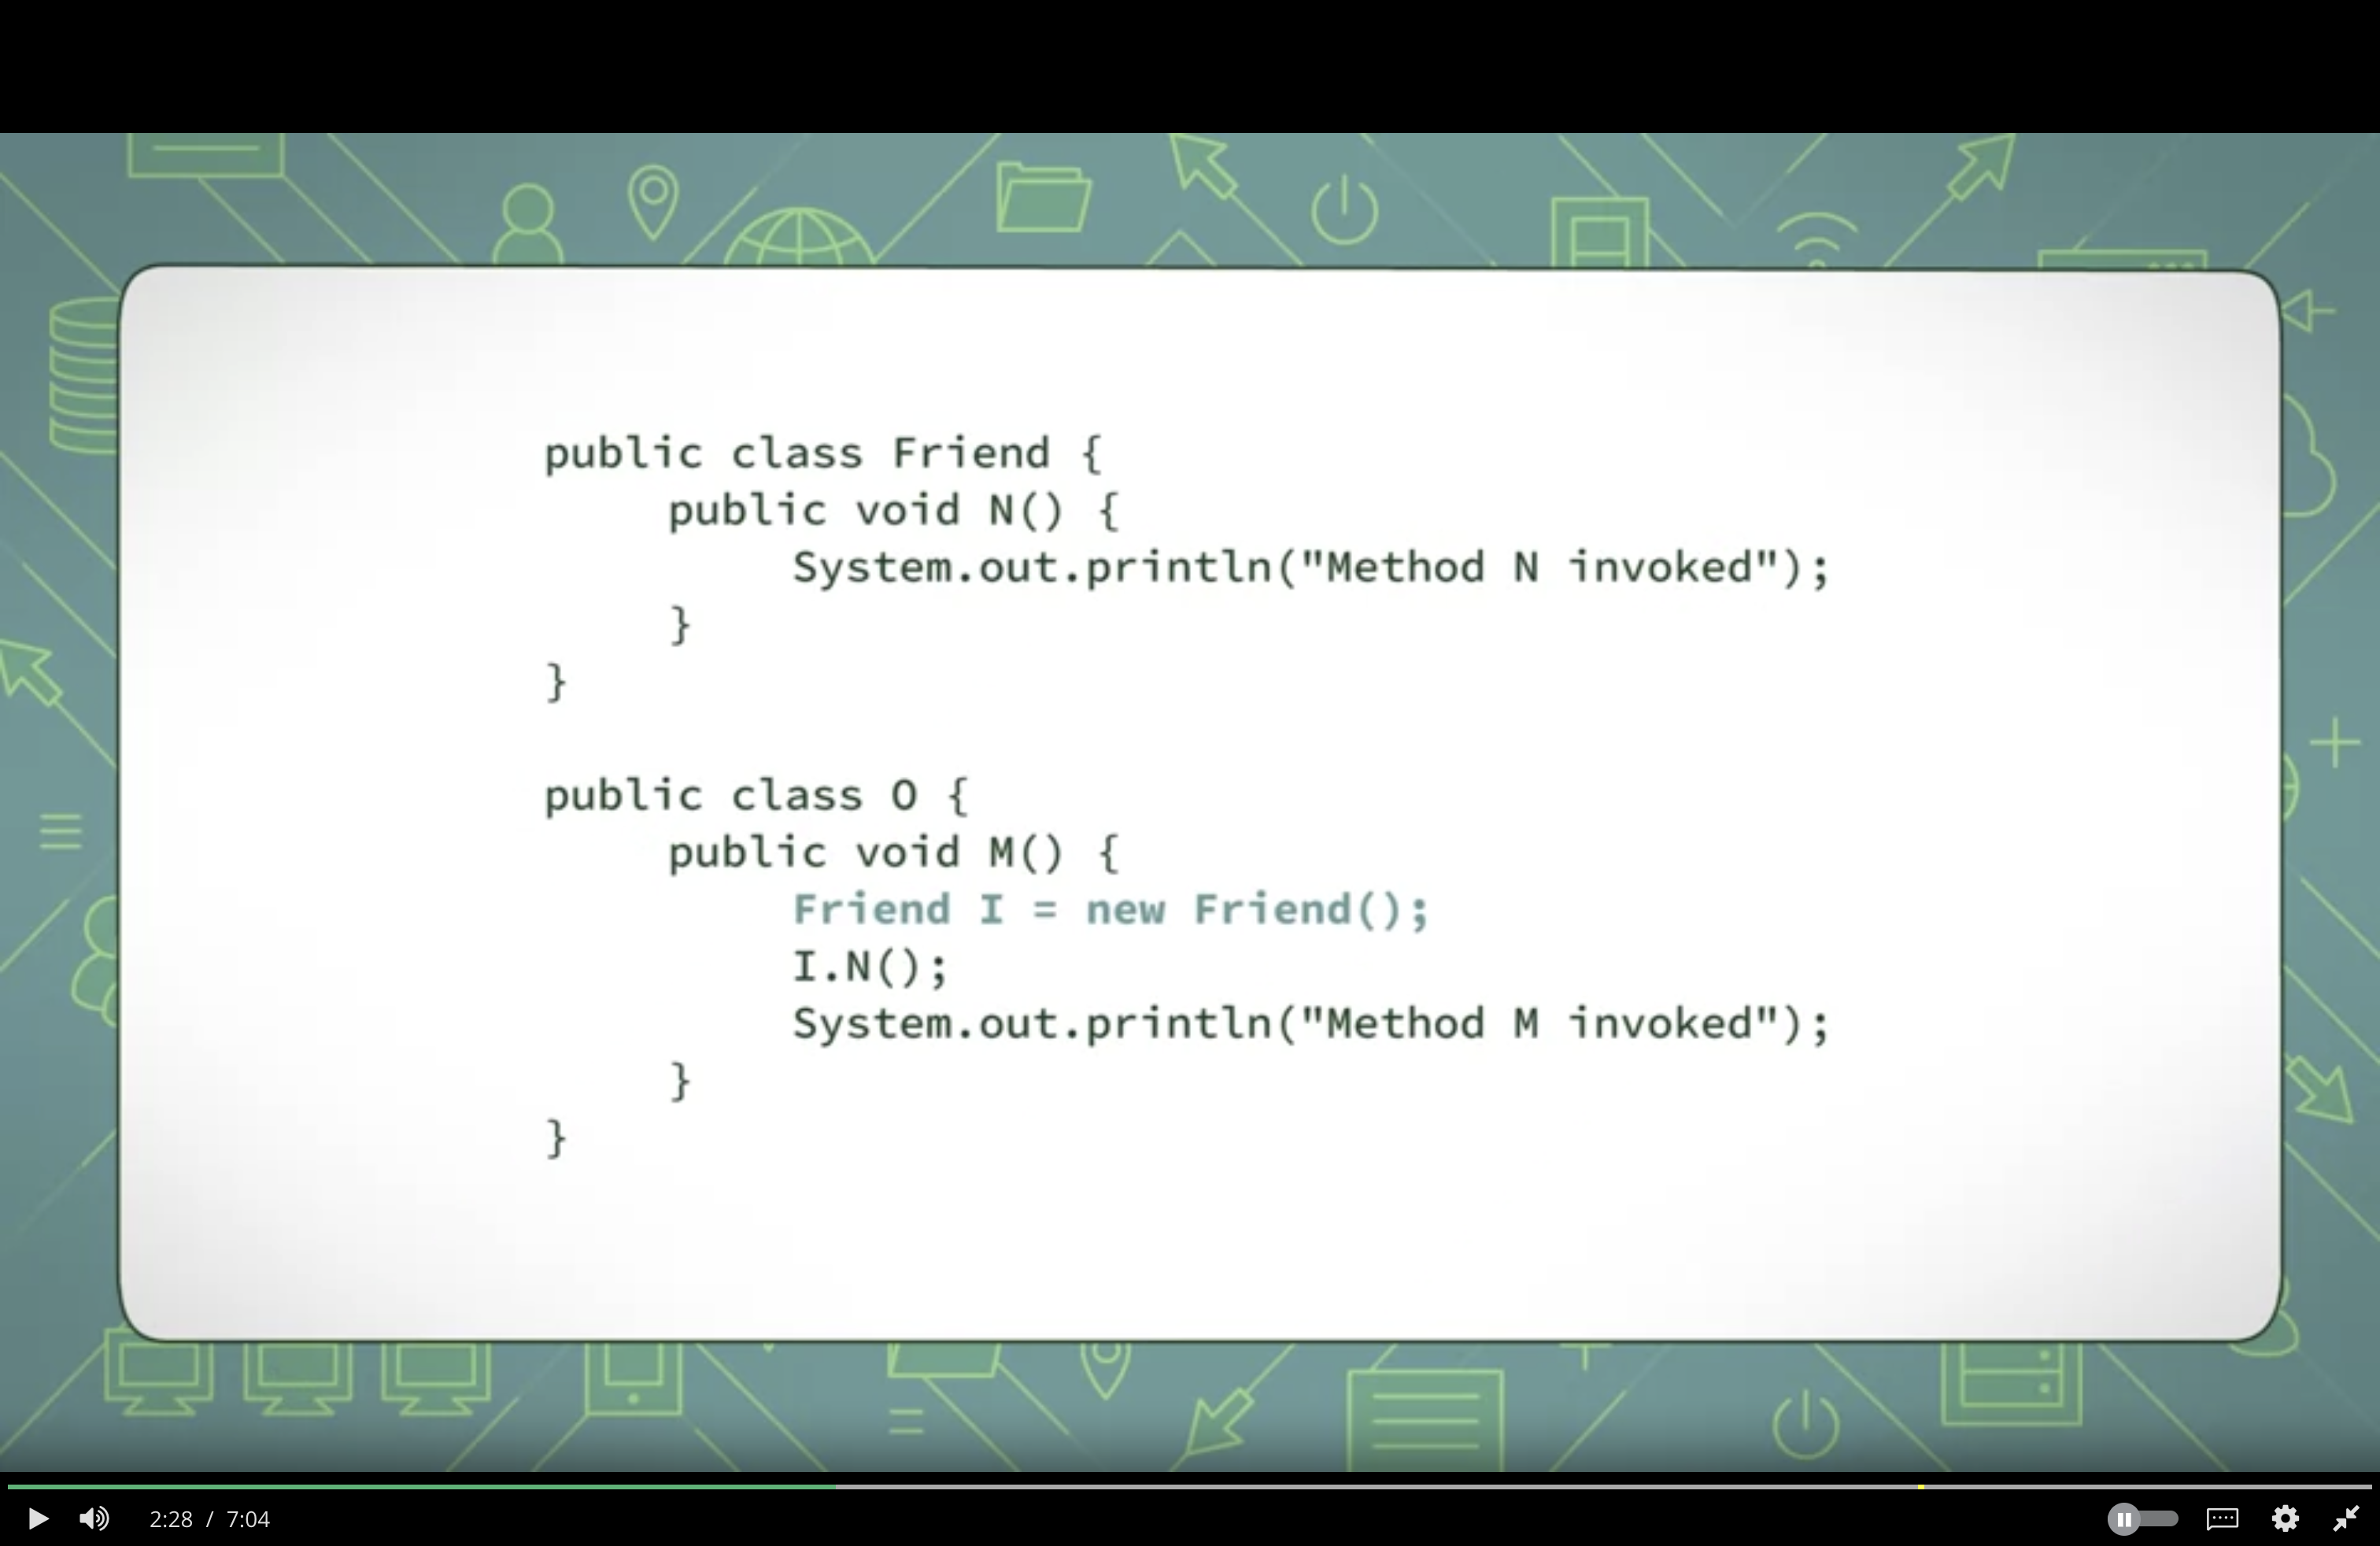 public class Friend {
public void N() {
System.out.println("Method N invoked");
}
}
public class O {
public void M() {
Friend I = new Friend();
I.N();
System.out.println("Method M invoked");
}
}
2:28 / 7:04